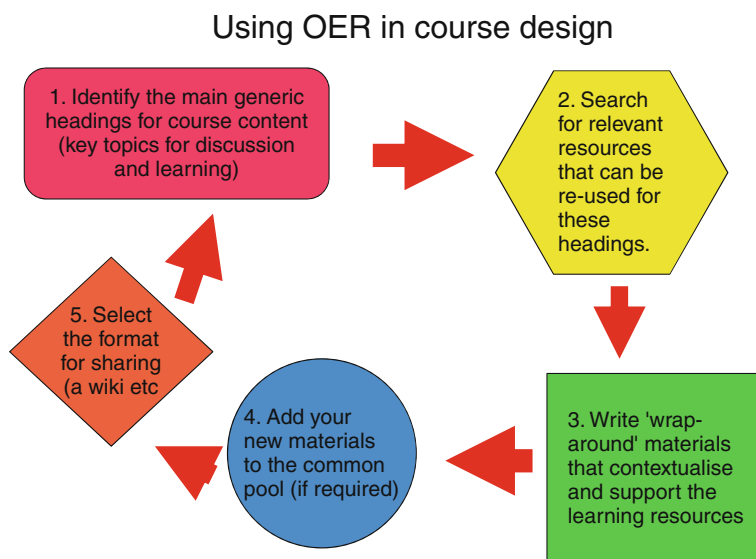 Using OER in course design
1. Identify the main generic
headings for course content
(key topics for discussion
and learning)
2. Search
for relevant
resources
that can be
re-used for
these
headings.
3. Write 'wrap-
around' materials
that contextualise
and support the
learning resources
4. Add your
new materials
to the common
pool (if required)
5. Select
the format
for sharing
(a wiki etc